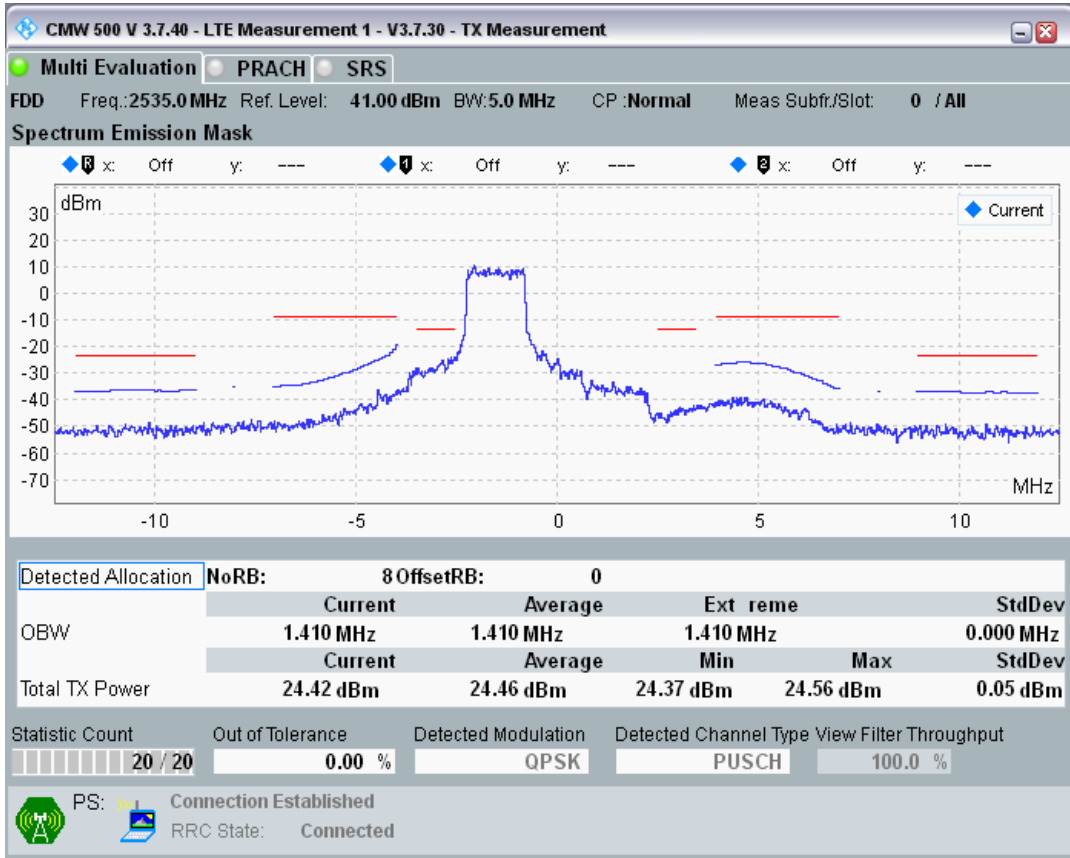 CMW 500 V 3.7.40 - LTE Measurement 1 - V3.7.30 - TX Measurement
Multi Evaluation PRACH SRS
FDD Freq.:2535.0 MHz Ref. Level: 41.00 dBm BW:5.0 MHz CP :Normal Meas Subfr./Slot: 0 / All
Spectrum Emission Mask
R x: Off y: --- 1 x: Off y: --- 2 x: Off y: ---
dBm
Current
30
20
10
0
-10
-20
-30
-40
-50
-60
-70
MHz
-10 -5 0 5 10
Detected Allocation NoRB: 8 OffsetRB: 0
Current Average Ext reme StdDev
OBW 1.410 MHz 1.410 MHz 1.410 MHz 0.000 MHz
Current Average Min Max StdDev
Total TX Power 24.42 dBm 24.46 dBm 24.37 dBm 24.56 dBm 0.05 dBm
Statistic Count Out of Tolerance Detected Modulation Detected Channel Type View Filter Throughput
20 / 20 0.00 % QPSK PUSCH 100.0 %
PS: Connection Established
RRC State: Connected